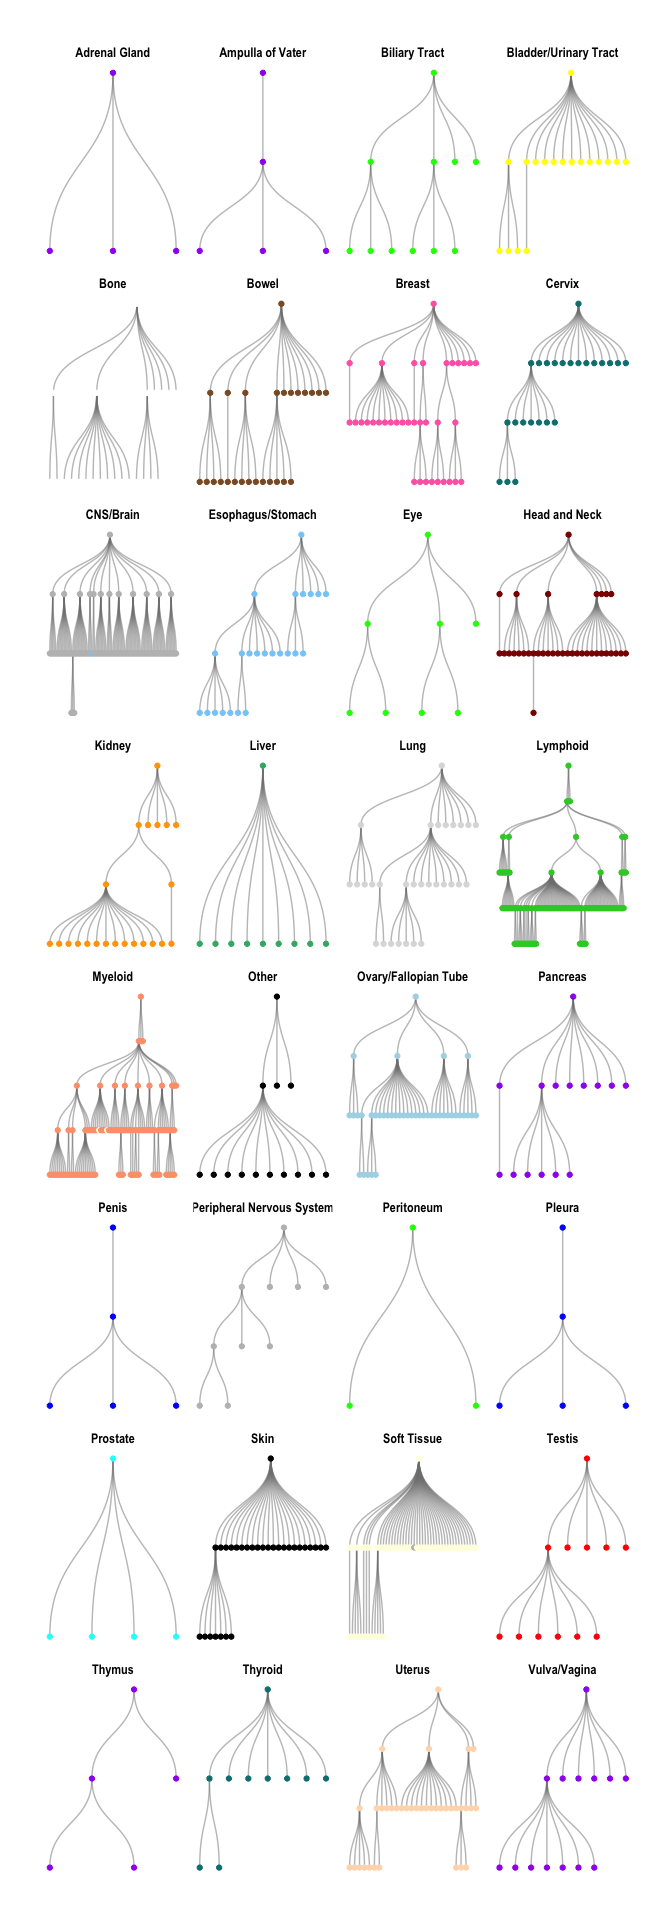 Adrenal Gland
Ampulla of Vater
Biliary Tract
Bladder/Urinary Tract
Bone
Bowel
Breast
Cervix
CNS/Brain
Esophagus/Stomach
Eye
Head and Neck
Kidney
Liver
Lung
Lymphoid
Myeloid
Other
Ovary/Fallopian Tube
Pancreas
Penis
Peripheral Nervous System
Peritoneum
Pleura
Prostate
Skin
Soft Tissue
Testis
Thymus
Thyroid
Uterus
Vulva/Vagina